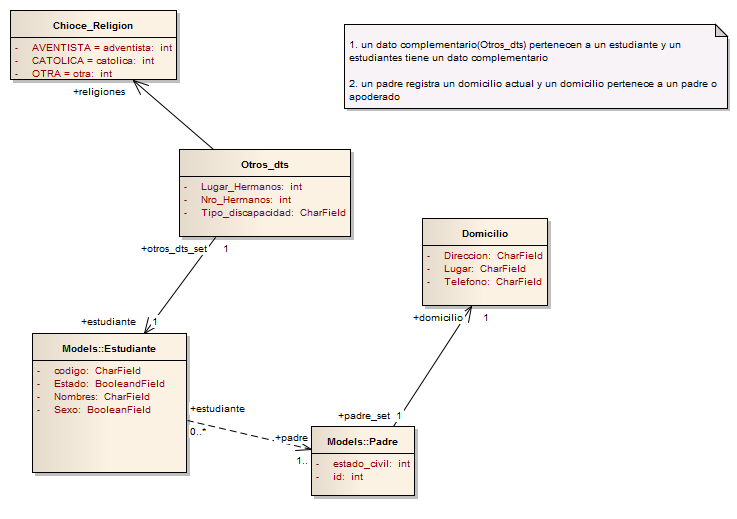 Chioce_Religion
- AVENTISTA = adventista: int
- CATOLICA = catolica: int
- OTRA = otra: int
+religiones
1. un dato complementario(Otros_dts) pertenecen a un estudiante y un
estudiantes tiene un dato complementario
2. un padre registra un domicilio actual y un domicilio pertenece a un padre o
apoderado
Otros_dts
- Lugar_Hermanos: int
- Nro_Hermanos: int
- Tipo_discapacidad: CharField
+otros_dts_set 1
Domicilio
- Direccion: CharField
- Lugar: CharField
- Telefono: CharField
+domicilio 1
+estudiante 1
Models::Estudiante
- codigo: CharField
- Estado: BooleandField
- Nombres: CharField
- Sexo: BooleanField
+estudiante
0..*
+padre
1..
+padre_set 1
Models::Padre
- estado_civil: int
- id: int